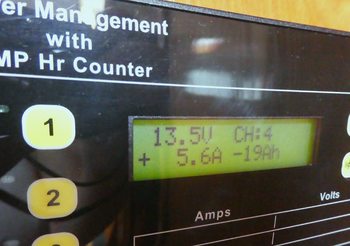 er Management
with
MP Hr Counter
1
13.5V CH:4
+ 5.6A -19Ah
2
Volts
Amps